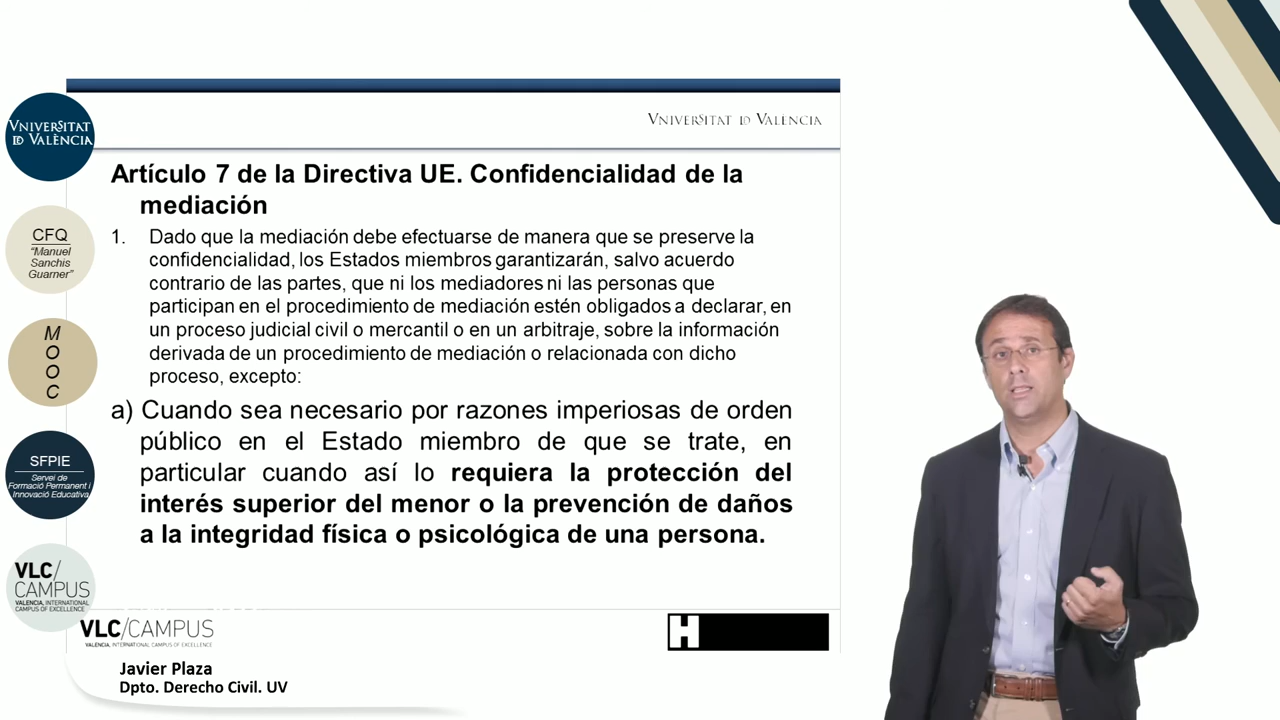 VNIVERSITAT
ID VALÈNCIA
CFQ
"Manuel
Sanchis
Guarner"
M
O
O
C
SFPIE
Servei de
Formació Permanent i
Innovació Educativa
VLC/
CAMPUS
VALENCIA, INTERNATIONAL
CAMPUS OF EXCELLENCE
VNIVERSITAT ID VALÈNCIA
Artículo 7 de la Directiva UE. Confidencialidad de la
mediación
1. Dado que la mediación debe efectuarse de manera que se preserve la
confidencialidad, los Estados miembros garantizarán, salvo acuerdo
contrario de las partes, que ni los mediadores ni las personas que
participan en el procedimiento de mediación estén obligados a declarar, en
un proceso judicial civil o mercantil o en un arbitraje, sobre la información
derivada de un procedimiento de mediación o relacionada con dicho
proceso, excepto:
a) Cuando sea necesario por razones imperiosas de orden
público en el Estado miembro de que se trate, en
particular cuando así lo requiera la protección del
interés superior del menor o la prevención de daños
a la integridad física o psicológica de una persona.
VLC/CAMPUS
VALENCIA, INTERNATIONAL CAMPUS OF EXCELLENCE
H
Javier Plaza
Dpto. Derecho Civil. UV